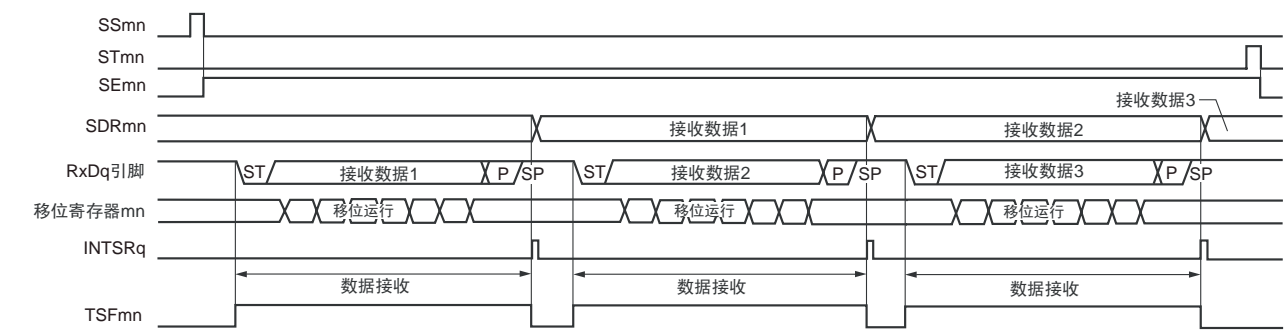 SSmn
STmn
SEmn
接收数据3
SDRmn 接收数据1 接收数据2
RxDq引脚 ST 接收数据1 P SP ST 接收数据2 P SP ST 接收数据3 P SP
移位寄存器mn 移位运行 移位运行 移位运行
INTSRq
数据接收 数据接收 数据接收
TSFmn